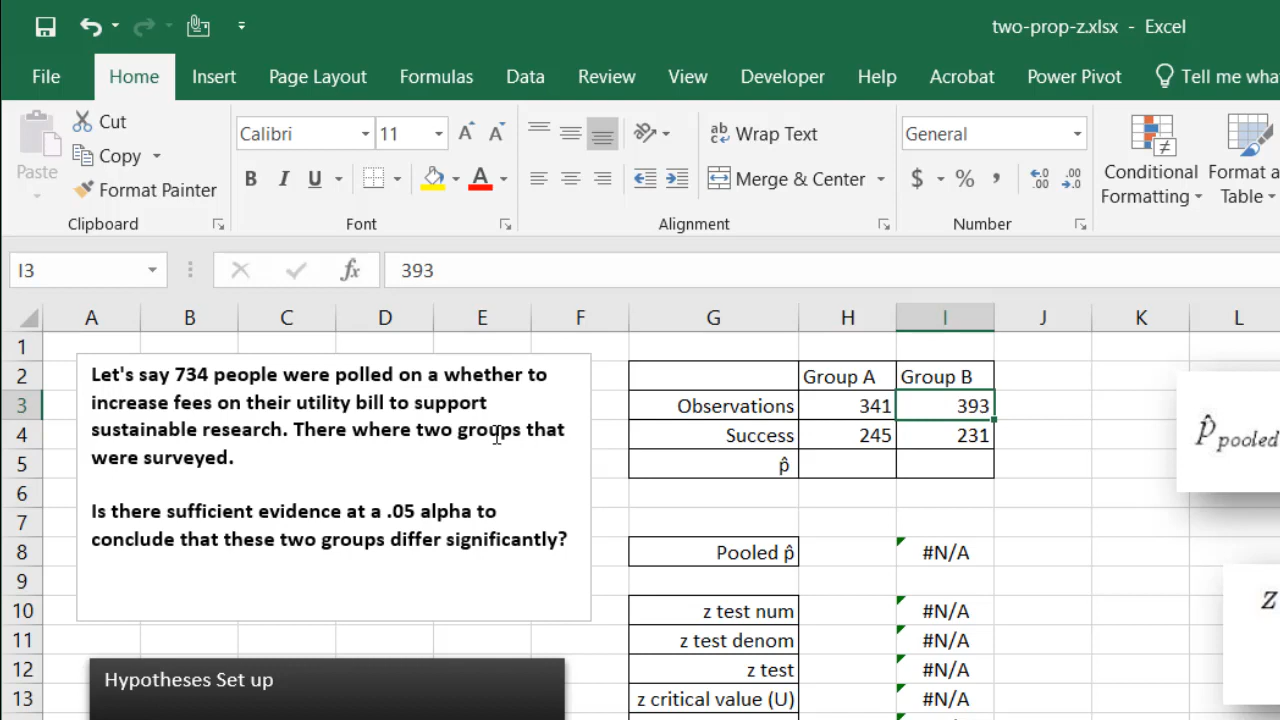 two-prop-z.xlsx - Excel
File Home Insert Page Layout Formulas Data Review View Developer Help Acrobat Power Pivot Tell me what
Paste
Cut
Copy
Format Painter
Clipboard
Calibri 11
B I U
Font
Wrap Text
Merge & Center
Alignment
General
$ % ,
Number
Conditional Formatting
Format a
Table
I3 fx 393
A B C D E F G H I J K L
1
2 Group A Group B
3 Observations 341 393
4 Success 245 231
5 p̂
6
7
8 Pooled p̂ #N/A
9
10 z test num #N/A
11 z test denom #N/A
12 z test #N/A
13 z critical value (U) #N/A
Let's say 734 people were polled on a whether to
increase fees on their utility bill to support
sustainable research. There where two groups that
were surveyed.
Is there sufficient evidence at a .05 alpha to
conclude that these two groups differ significantly?
Hypotheses Set up
p̂ pooled
z